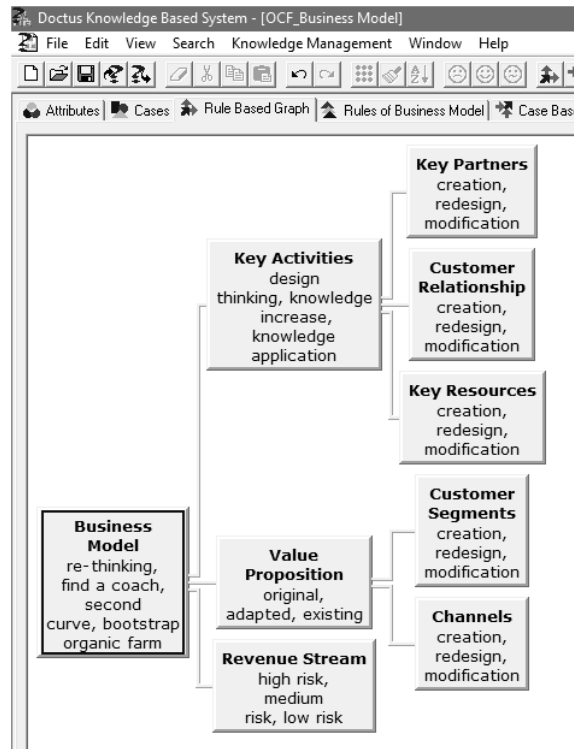 Doctus Knowledge Based System - [OCF_Business Model]
File Edit View Search Knowledge Management Window Help
Attributes Cases Rule Based Graph Rules of Business Model Case Bas
Key Partners
creation,
redesign,
modification
Key Activities
design
thinking, knowledge
increase,
knowledge
application
Customer
Relationship
creation,
redesign,
modification
Key Resources
creation,
redesign,
modification
Customer
Segments
creation,
redesign,
modification
Business
Model
re-thinking,
find a coach,
second
curve, bootstrap
organic farm
Value
Proposition
original,
adapted, existing
Channels
creation,
redesign,
modification
Revenue Stream
high risk,
medium
risk, low risk